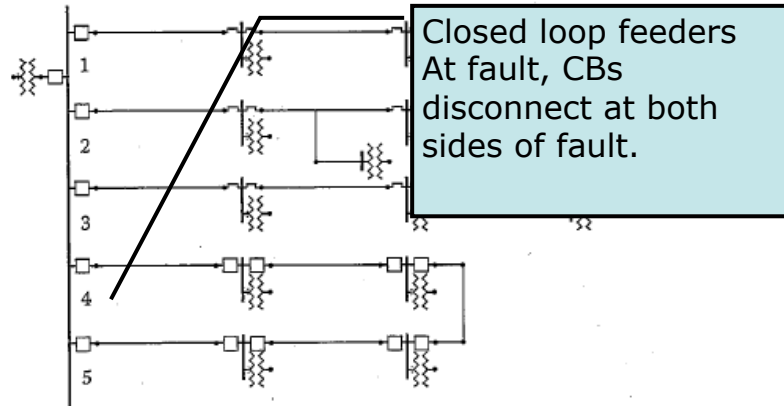 Closed loop feeders
At fault, CBs
disconnect at both
sides of fault.
1
2
3
4
5